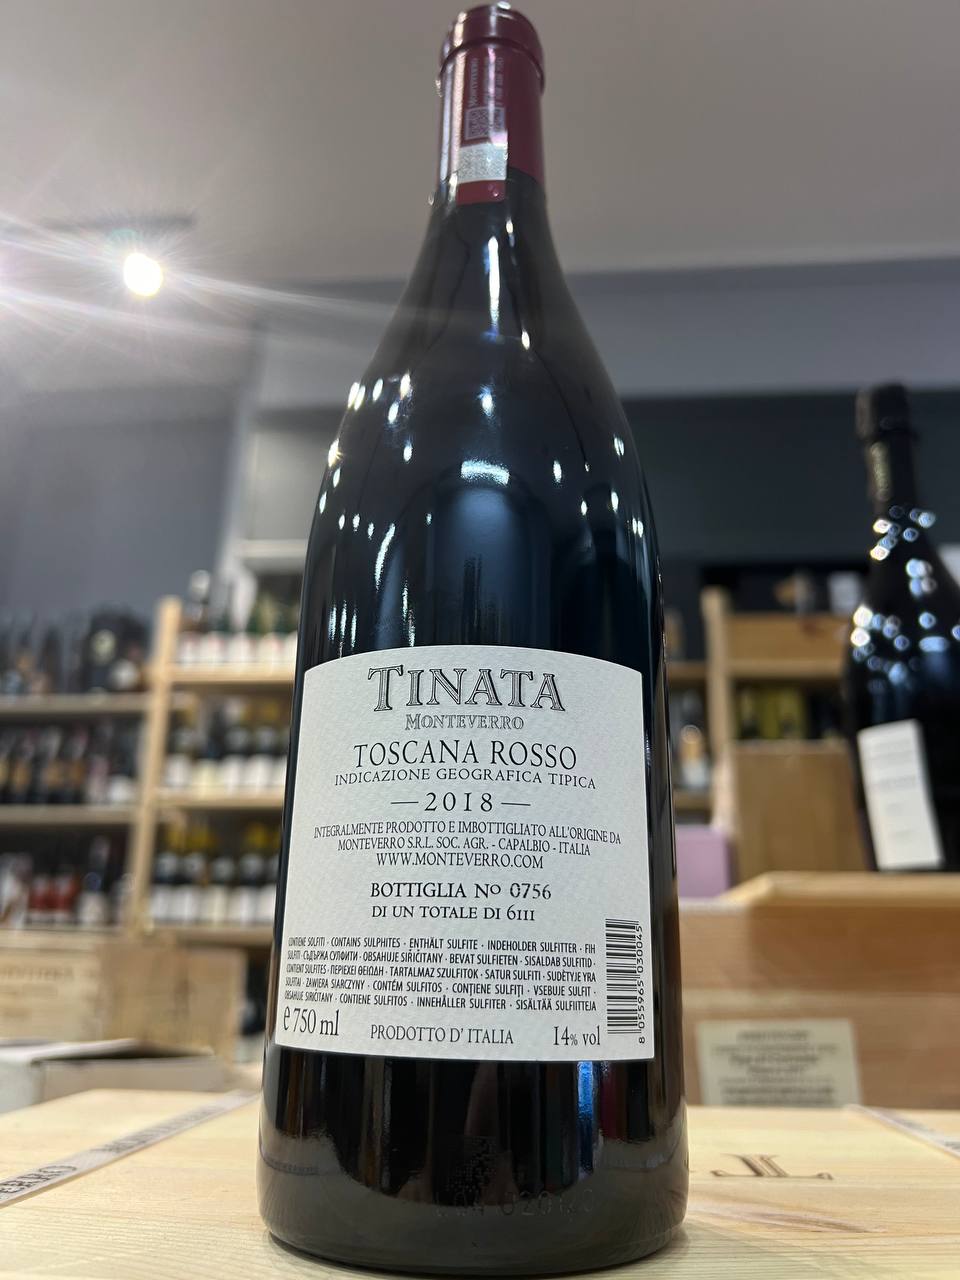 TINATA
MONTEVERRO
TOSCANA ROSSO
INDICAZIONE GEOGRAFICA TIPICA
—2018—
INTEGRALMENTE PRODOTTO E IMBOTTIGLIATO ALL'ORIGINE DA
MONTEVERRO S.R.L. SOC. AGR. - CAPALBIO - ITALIA
WWW.MONTEVERRO.COM
BOTTIGLIA No 0756
DI UN TOTALE DI 6111
CONTIENE SOLFITI · CONTAINS SULPHITES · ENTHÄLT SULFITE · INDEHOLDER SULFITTER · FIH
SULFITI · СЪДЪРЖА СУЛФИТИ · OBSAHUJE SIŘIČITANY · BEVAT SULFIETEN · SISALDAB SULFITID ·
CONTIENT SULFITES · ΠΕΡΙΕΧΕΙ ΘΕΙΩΔΗ · TARTALMAZ SZULFITOK · SATUR SULFITI · SUDĖTYJE YRA
SULFITAI · ZAWIERA SIARCZYNY · CONTÉM SULFITOS · CONŢIENE SULFIŢI · VSEBUJE SULFIT ·
OBSAHUJE SIRIČITANY · CONTIENE SULFITOS · INNEHÅLLER SULFITER · SISÄLTÄÄ SULFIITTEJA
e 750 ml
PRODOTTO D' ITALIA
14% vol
8 055965 030045